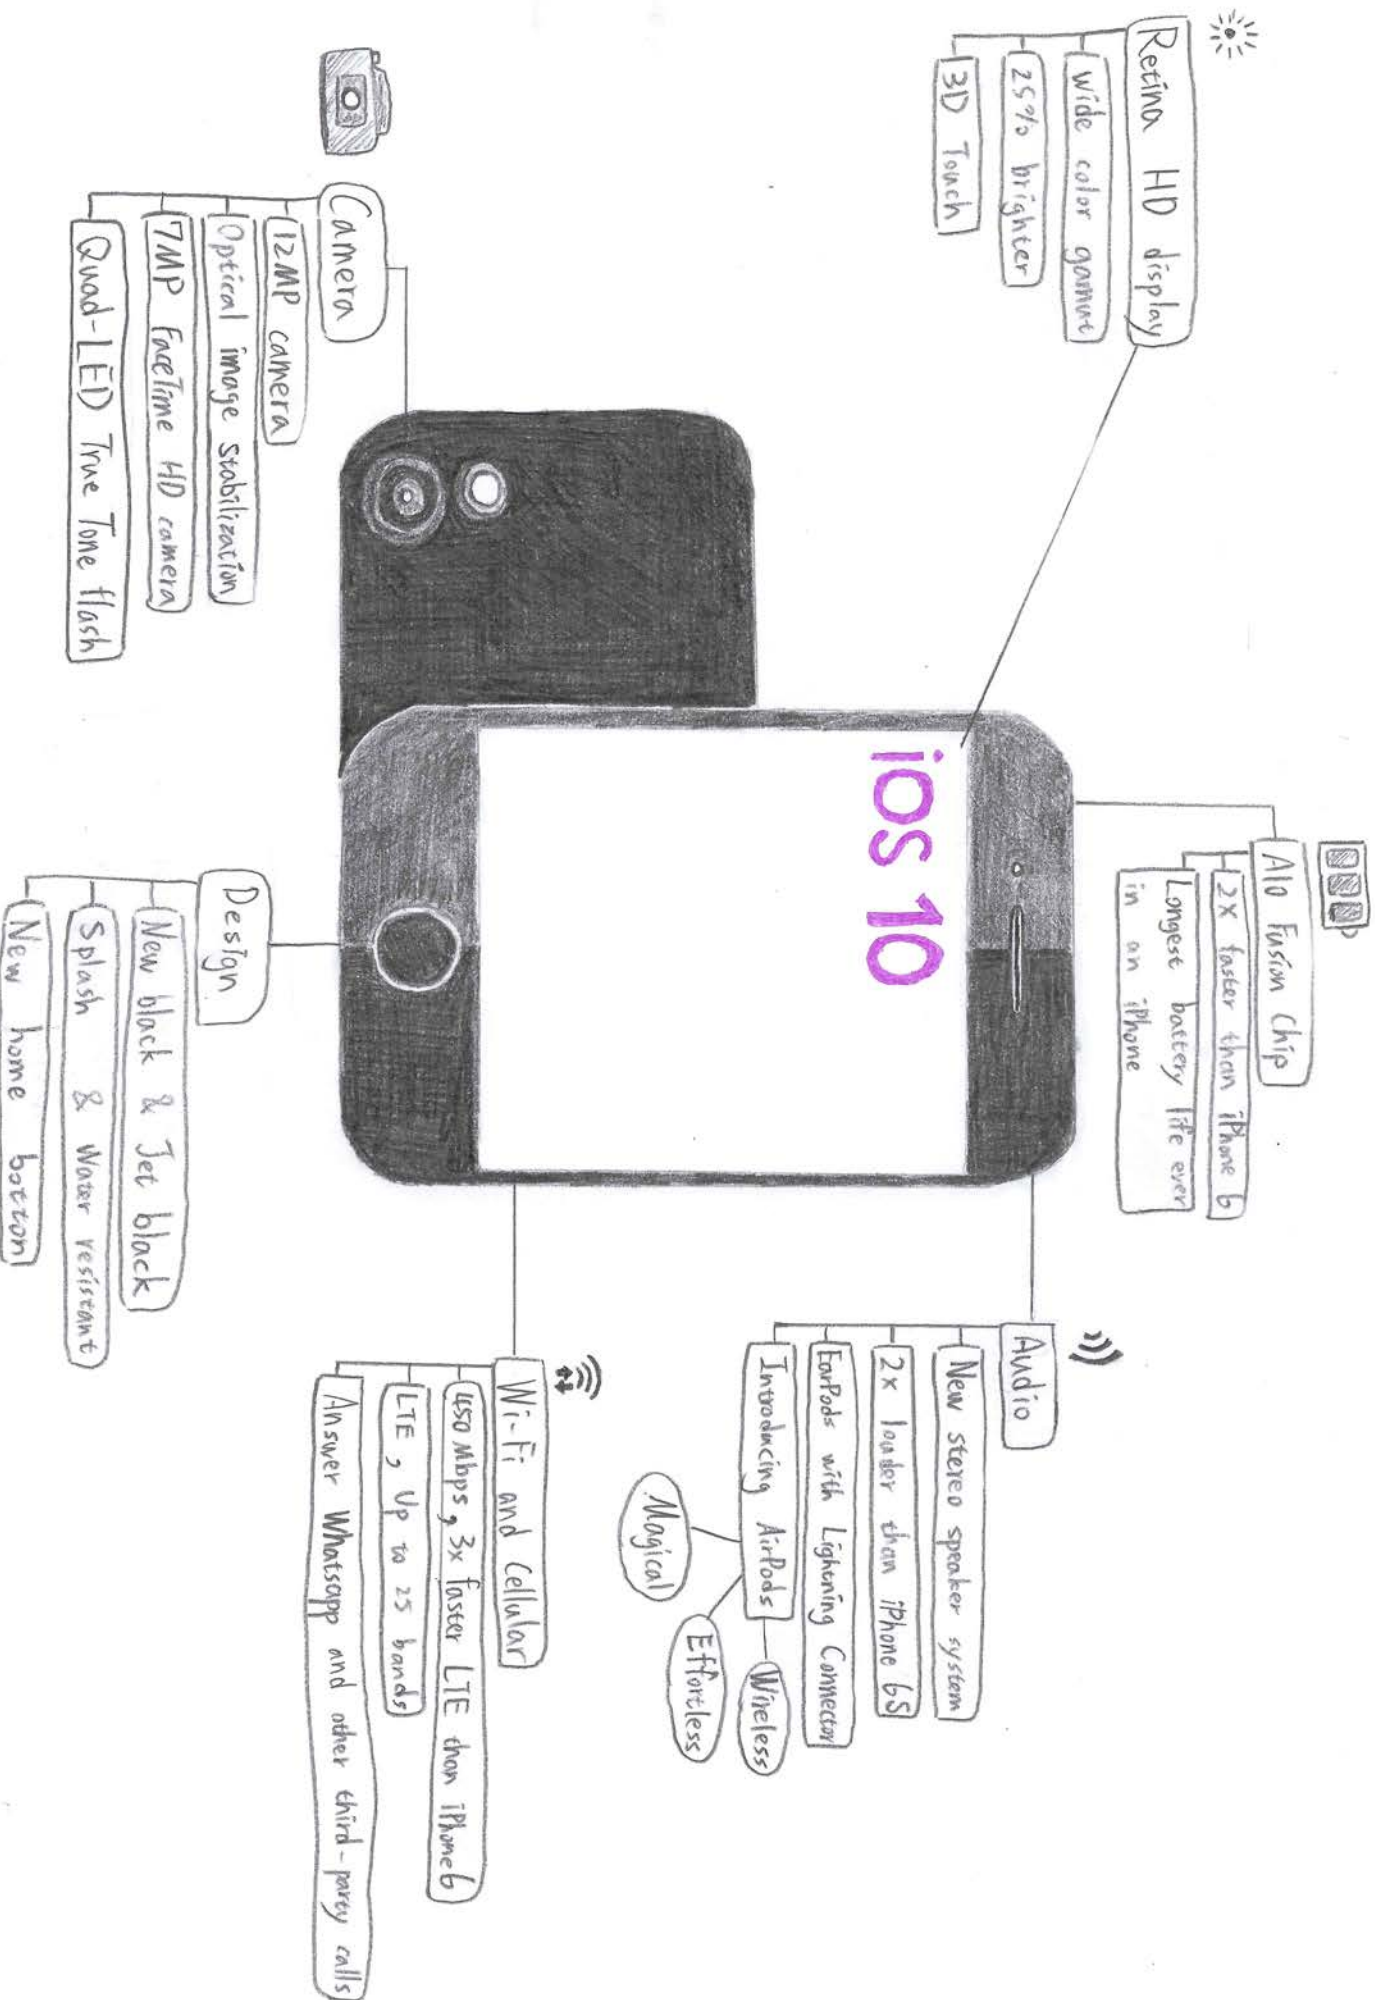 Retina HD display
Wide color gamut
25% brighter
3D Touch
A10 Fusion Chip
2X faster than iPhone 6
Longest battery life ever
in an iPhone
Audio
New stereo speaker system
2x louder than iPhone 6S
EarPods with Lightning Connector
Introducing AirPods
Wireless
Effortless
Magical
Wi-Fi and Cellular
450 Mbps, 3x faster LTE than iPhone6
LTE, Up to 25 bands
Answer Whatsapp and other third-party calls
ios 10
Camera
12MP camera
Optical image stabilization
7MP FaceTime HD camera
Quad-LED True Tone flash
Design
New black & Jet black
Splash & Water resistant
New home botton